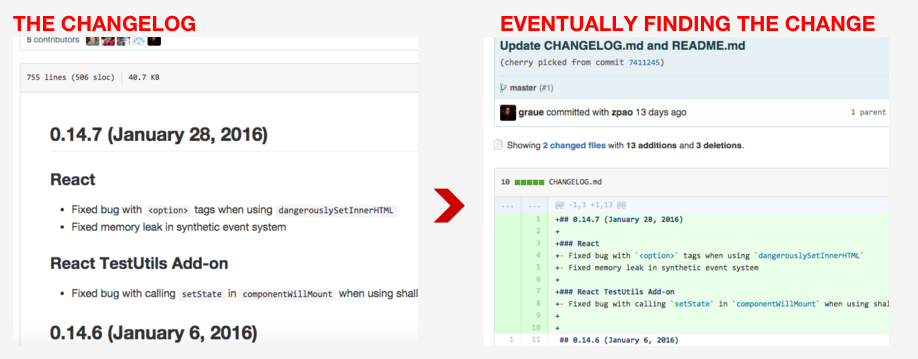 THE CHANGELOG
5 contributors
755 lines (506 sloc) 40.7 KB
0.14.7 (January 28, 2016)
React
• Fixed bug with <option> tags when using dangerouslySetInnerHTML
• Fixed memory leak in synthetic event system
React TestUtils Add-on
• Fixed bug with calling setState in componentWillMount when using shal
0.14.6 (January 6, 2016)
EVENTUALLY FINDING THE CHANGE
Update CHANGELOG.md and README.md
(cherry picked from commit 7411245)
master (#1)
graue committed with zpao 13 days ago 1 parent
Showing 2 changed files with 13 additions and 3 deletions.
10 CHANGELOG.md
... ... @@ -1,3 +1,13 @@
1 +## 0.14.7 (January 28, 2016)
2 +
3 +### React
4 +- Fixed bug with `<option>` tags when using `dangerouslySetInnerHTML`
5 +- Fixed memory leak in synthetic event system
6 +
7 +### React TestUtils Add-on
8 +- Fixed bug with calling `setState` in `componentWillMount` when using shal
9 +
10 +
1 11 ## 0.14.6 (January 6, 2016)